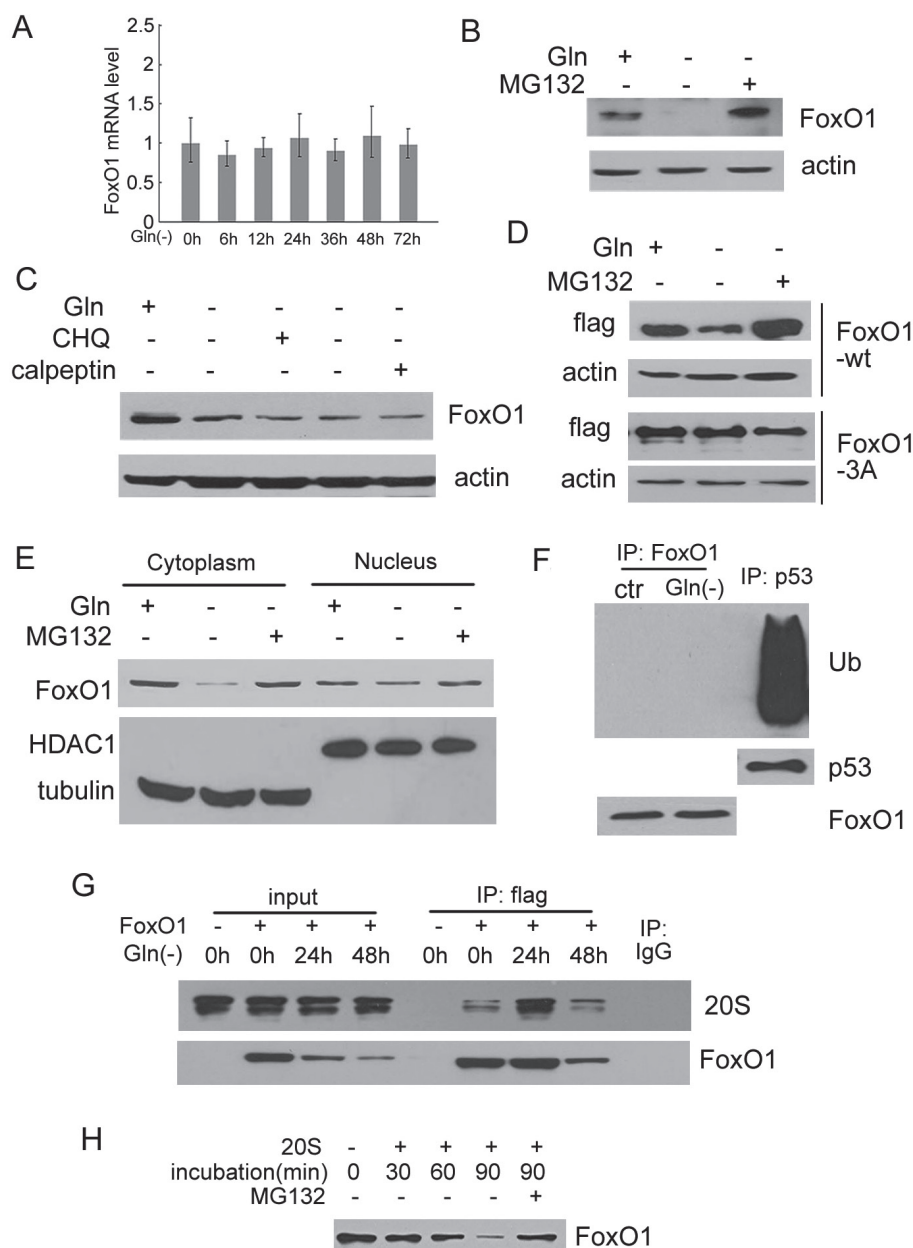 A
2.5
2
1.5
1
0.5
0
FoxO1 mRNA level
Gln(-) 0h 6h 12h 24h 36h 48h 72h
B
Gln + - -
MG132 - - +
FoxO1
actin
C
Gln + - - - -
CHQ - - + - -
calpeptin - - - - +
FoxO1
actin
D
Gln + - -
MG132 - - +
flag
actin
FoxO1
-wt
flag
actin
FoxO1
-3A
E
Cytoplasm Nucleus
Gln + - - + - -
MG132 - - + - - +
FoxO1
HDAC1
tubulin
F
IP: FoxO1 IP: p53
ctr Gln(-)
Ub
p53
FoxO1
G
input IP: flag
FoxO1 - + + + - + + + IP:
Gln(-) 0h 0h 24h 48h 0h 0h 24h 48h IgG
20S
FoxO1
H
20S - + + + +
incubation(min) 0 30 60 90 90
MG132 - - - - +
FoxO1